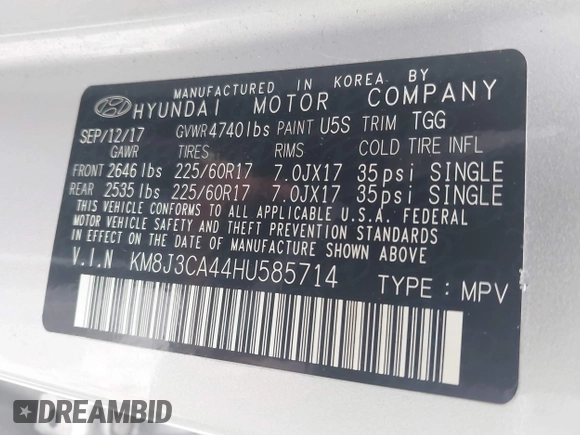 MANUFACTURED IN KOREA BY
HYUNDAI MOTOR COMPANY
SEP/12/17 GVWR 4740lbs PAINT U5S TRIM TGG
GAWR TIRES RIMS COLD TIRE INFL
FRONT 2646lbs 225/60R17 7.0JX17 35psi SINGLE
REAR 2535lbs 225/60R17 7.0JX17 35psi SINGLE
THIS VEHICLE CONFORMS TO ALL APPLICABLE U.S.A. FEDERAL
MOTOR VEHICLE SAFETY AND THEFT PREVENTION STANDARDS
IN EFFECT ON THE DATE OF MANUFACTURE SHOWN ABOVE
V.I.N KM8J3CA44HU585714 TYPE : MPV
DREAMBID